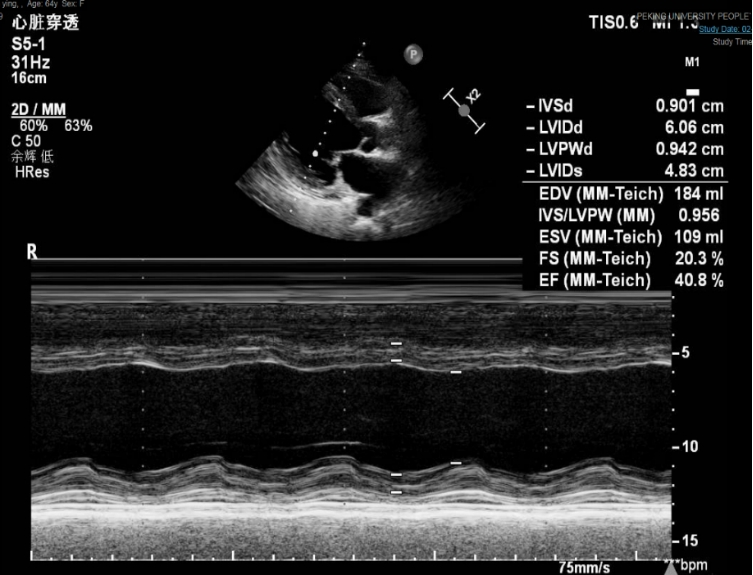 ying, , Age: 64y Sex: F
心脏穿透
S5-1
31Hz
16cm
2D / MM
60% 63%
C 50
余辉 低
HRes
PEKING UNIVERSITY PEOPLE'
TIS0.6 MI 1.3
Study Date: 02
Study Time
M1
P
X2
IVSd 0.901 cm
LVIDd 6.06 cm
LVPWd 0.942 cm
LVIDs 4.83 cm
EDV (MM-Teich) 184 ml
IVS/LVPW (MM) 0.956
ESV (MM-Teich) 109 ml
FS (MM-Teich) 20.3 %
EF (MM-Teich) 40.8 %
R
5
10
15
75mm/s
***bpm